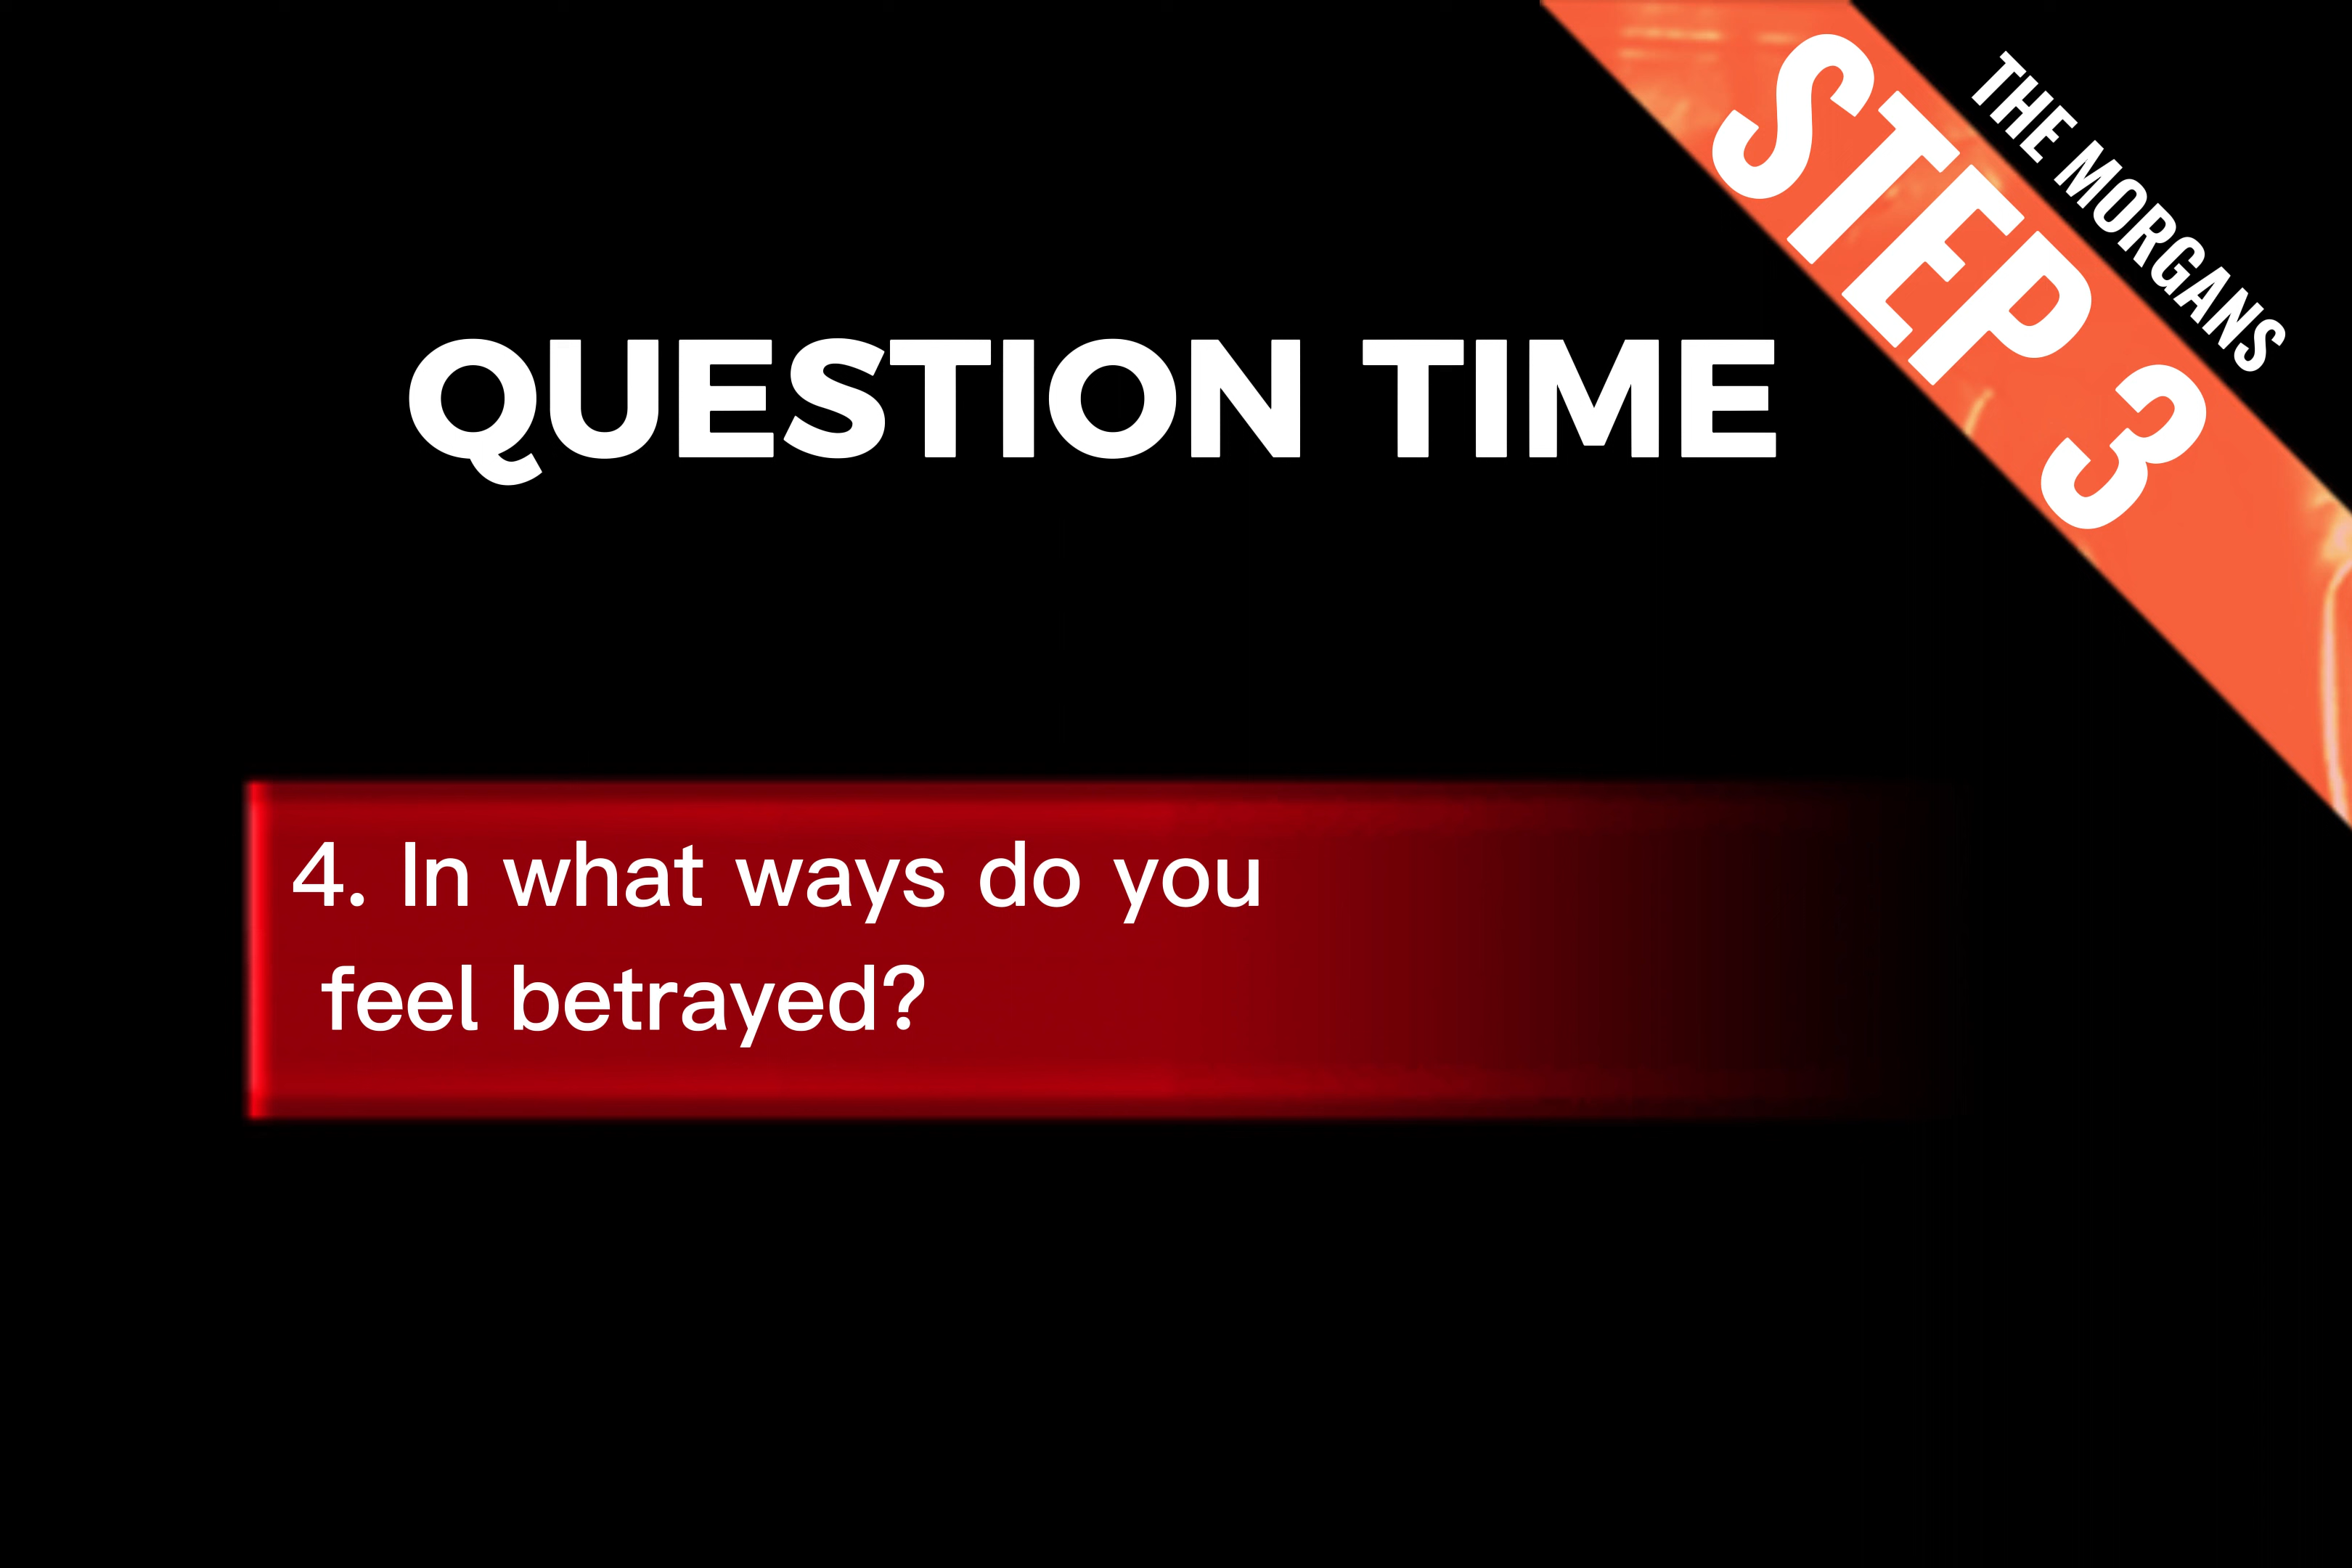 THE MORGANS
STEP 3
QUESTION TIME
4. In what ways do you
feel betrayed?